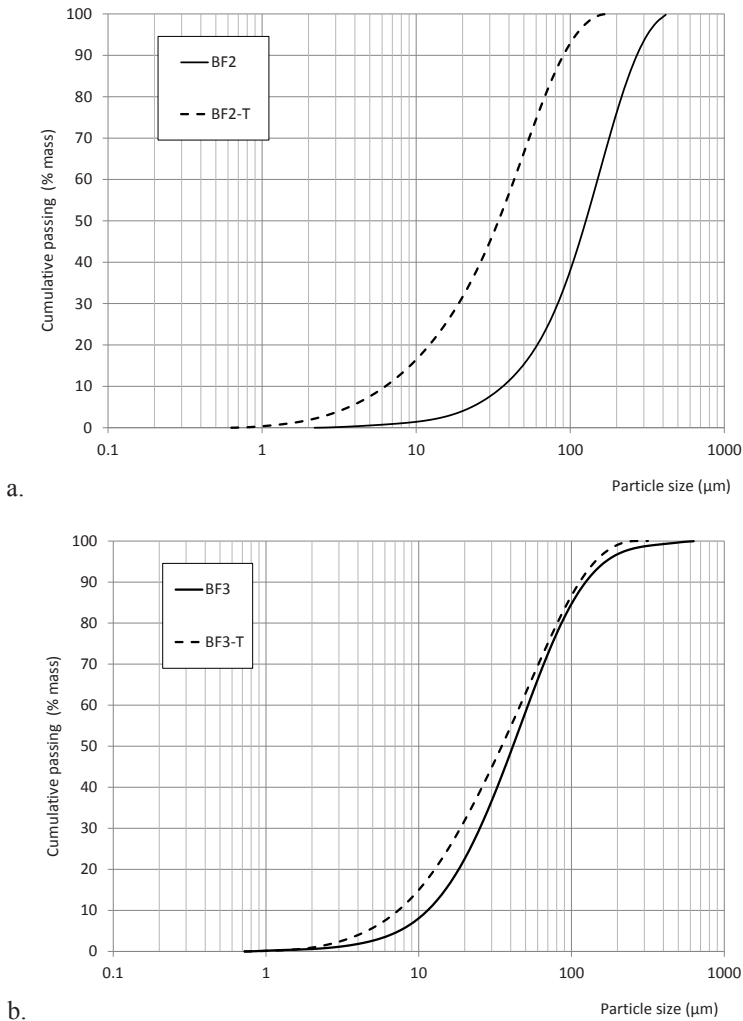 100
90
80
70
60
50
40
30
20
10
0
Cumulative passing (% mass)
BF2
BF2-T
0.1 1 10 100 1000
Particle size (µm)
a.
100
90
80
70
60
50
40
30
20
10
0
Cumulative passing (% mass)
BF3
BF3-T
0.1 1 10 100 1000
Particle size (µm)
b.